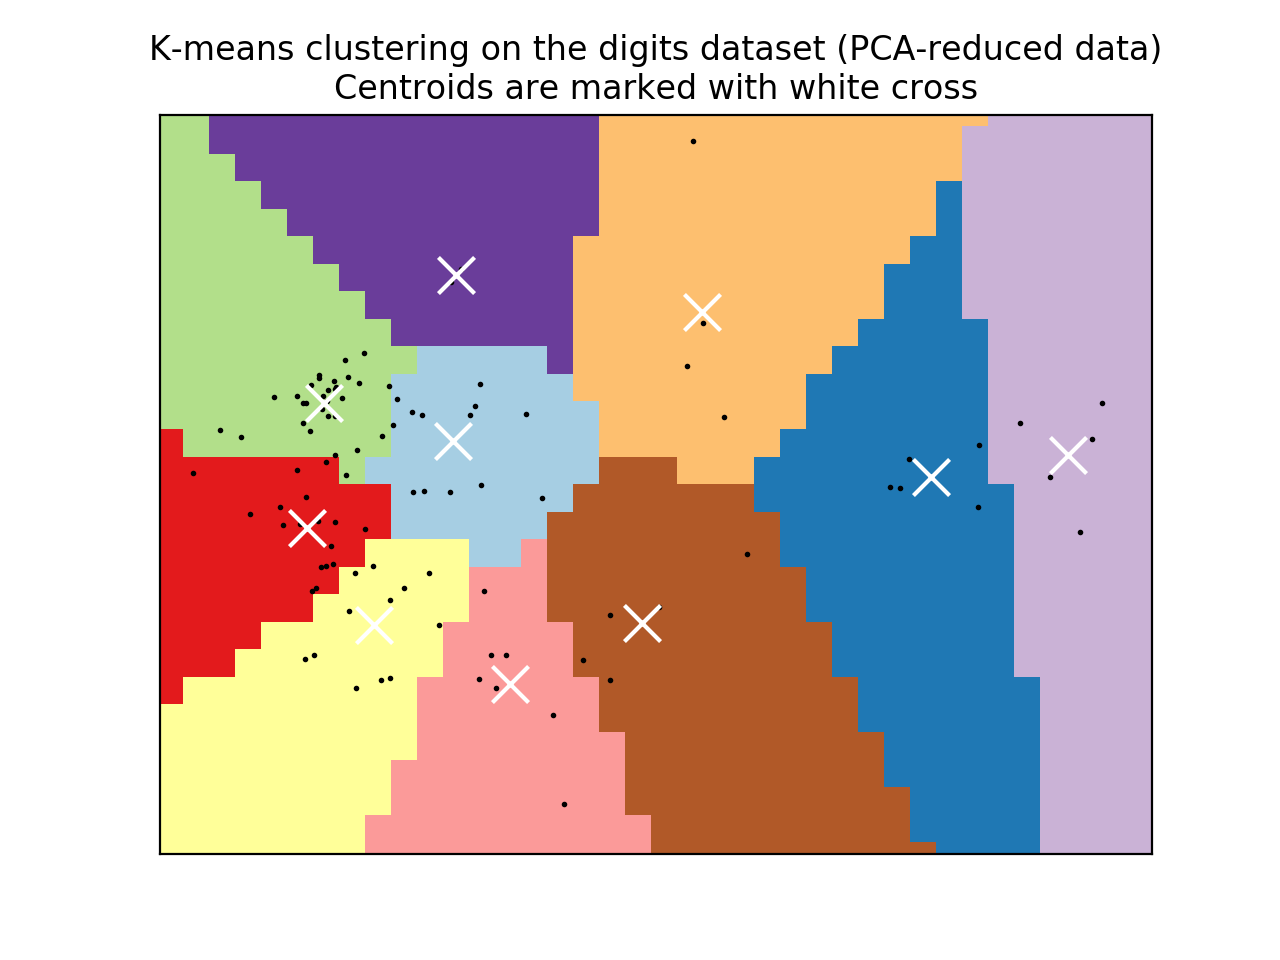 K-means clustering on the digits dataset (PCA-reduced data)
Centroids are marked with white cross